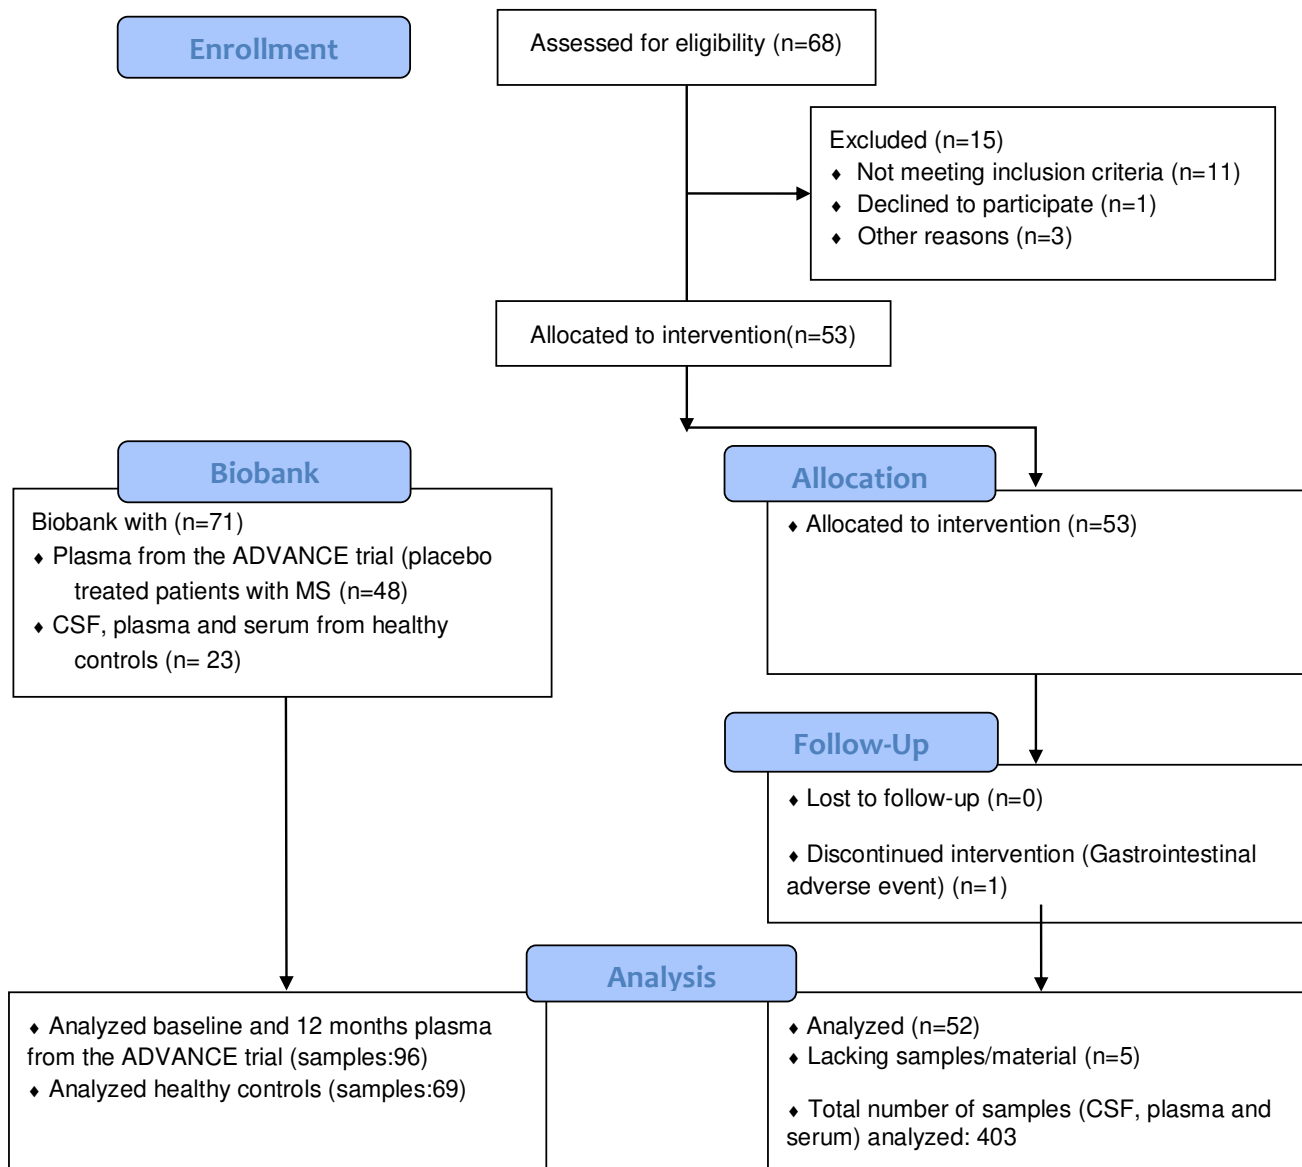 Enrollment
Assessed for eligibility (n=68)
Excluded (n=15)
♦ Not meeting inclusion criteria (n=11)
♦ Declined to participate (n=1)
♦ Other reasons (n=3)
Allocated to intervention(n=53)
Biobank
Biobank with (n=71)
♦ Plasma from the ADVANCE trial (placebo
treated patients with MS (n=48)
♦ CSF, plasma and serum from healthy
controls (n= 23)
Allocation
♦ Allocated to intervention (n=53)
Follow-Up
♦ Lost to follow-up (n=0)
♦ Discontinued intervention (Gastrointestinal
adverse event) (n=1)
Analysis
♦ Analyzed baseline and 12 months plasma
from the ADVANCE trial (samples:96)
♦ Analyzed healthy controls (samples:69)
♦ Analyzed (n=52)
♦ Lacking samples/material (n=5)
♦ Total number of samples (CSF, plasma and
serum) analyzed: 403